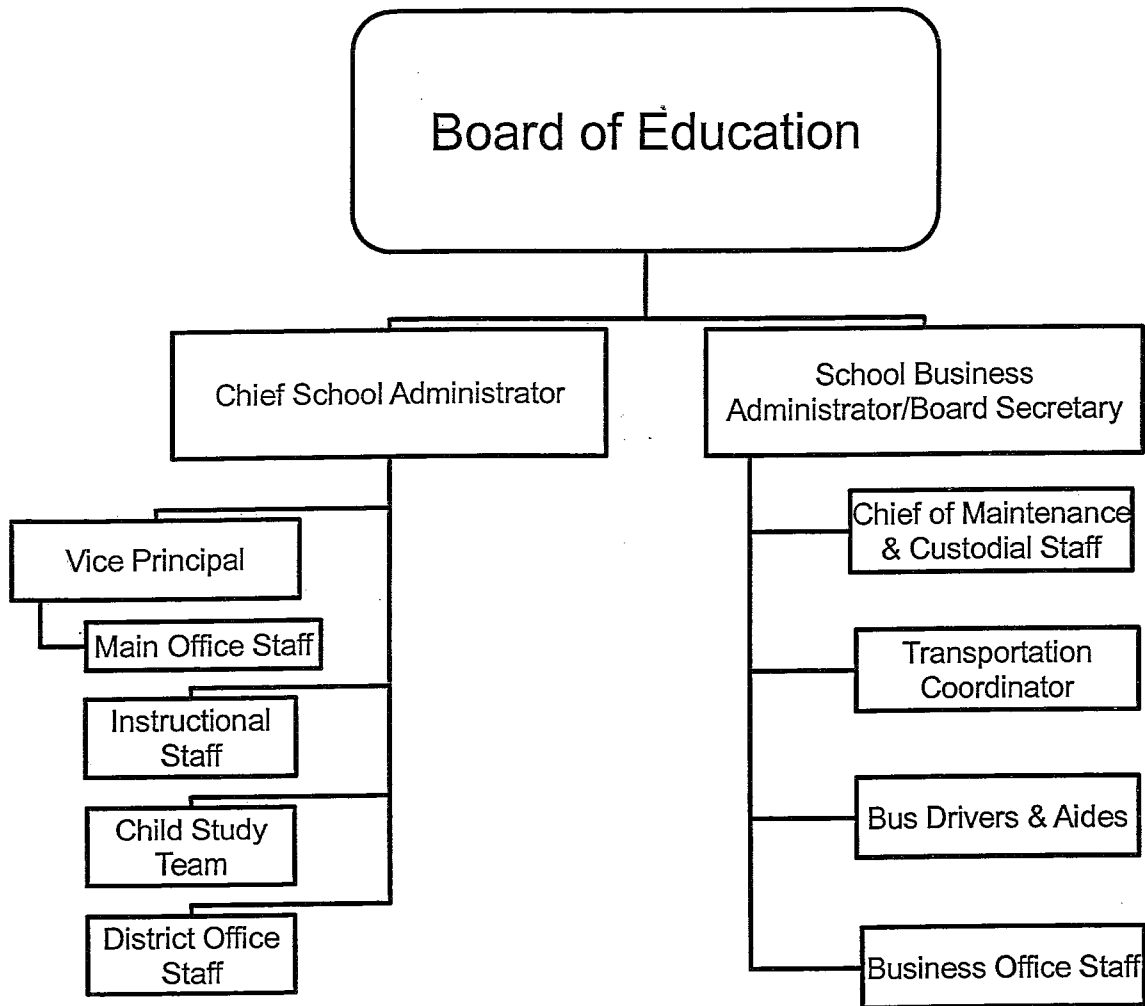 Board of Education
Chief School Administrator
School Business
Administrator/Board Secretary
Vice Principal
Main Office Staff
Instructional
Staff
Child Study
Team
District Office
Staff
Chief of Maintenance
& Custodial Staff
Transportation
Coordinator
Bus Drivers & Aides
Business Office Staff